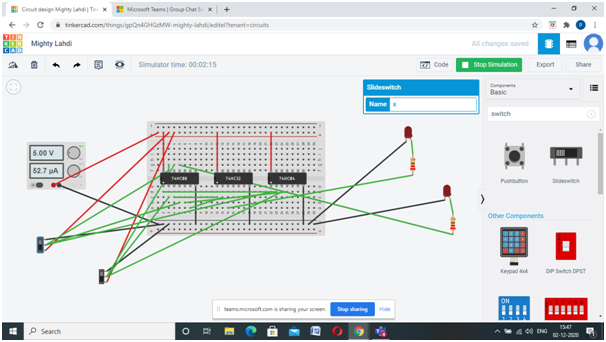 Circuit design Mighty Lahdi | Tin
Microsoft Teams | Group Chat So
tinkercad.com/things/gpQn4GHGzMW-mighty-lahdi/editel?tenant=circuits
TIN
KER
CAD
Mighty Lahdi
All changes saved
Simulator time: 00:02:15
Code
Stop Simulation
Export
Share
Slideswitch
Name x
Components
Basic
switch
5.00 V
52.7 µA
74HC08
74HC32
74HC86
Pushbutton
Slideswitch
Other Components
Keypad 4x4
DIP Switch DPST
ON
teams.microsoft.com is sharing your screen.
Stop sharing
Hide
Search
ENG
15:47
02-12-2020